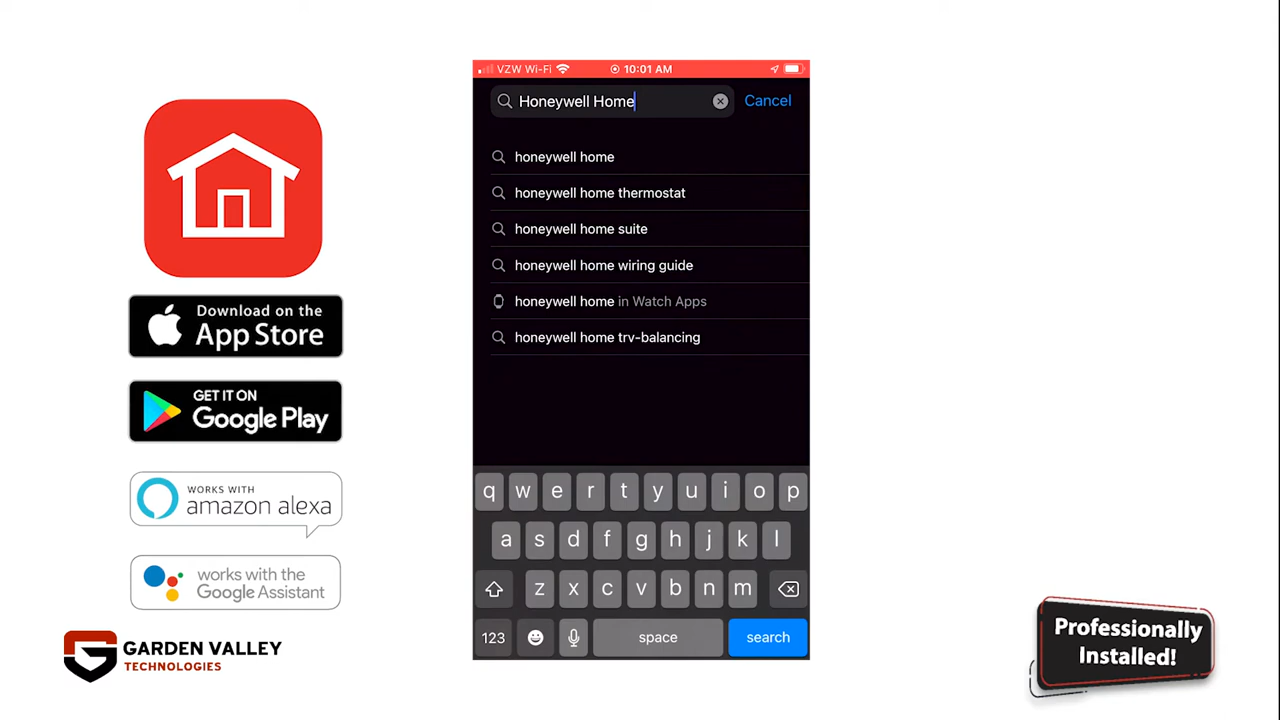 Download on the
App Store
GET IT ON
Google Play
WORKS WITH
amazon alexa
works with the
Google Assistant
GARDEN VALLEY
TECHNOLOGIES
VZW Wi-Fi 10:01 AM
Honeywell Home Cancel
honeywell home
honeywell home thermostat
honeywell home suite
honeywell home wiring guide
honeywell home in Watch Apps
honeywell home trv-balancing
q w e r t y u i o p
a s d f g h j k l
z x c v b n m
123 space search
Professionally
Installed!